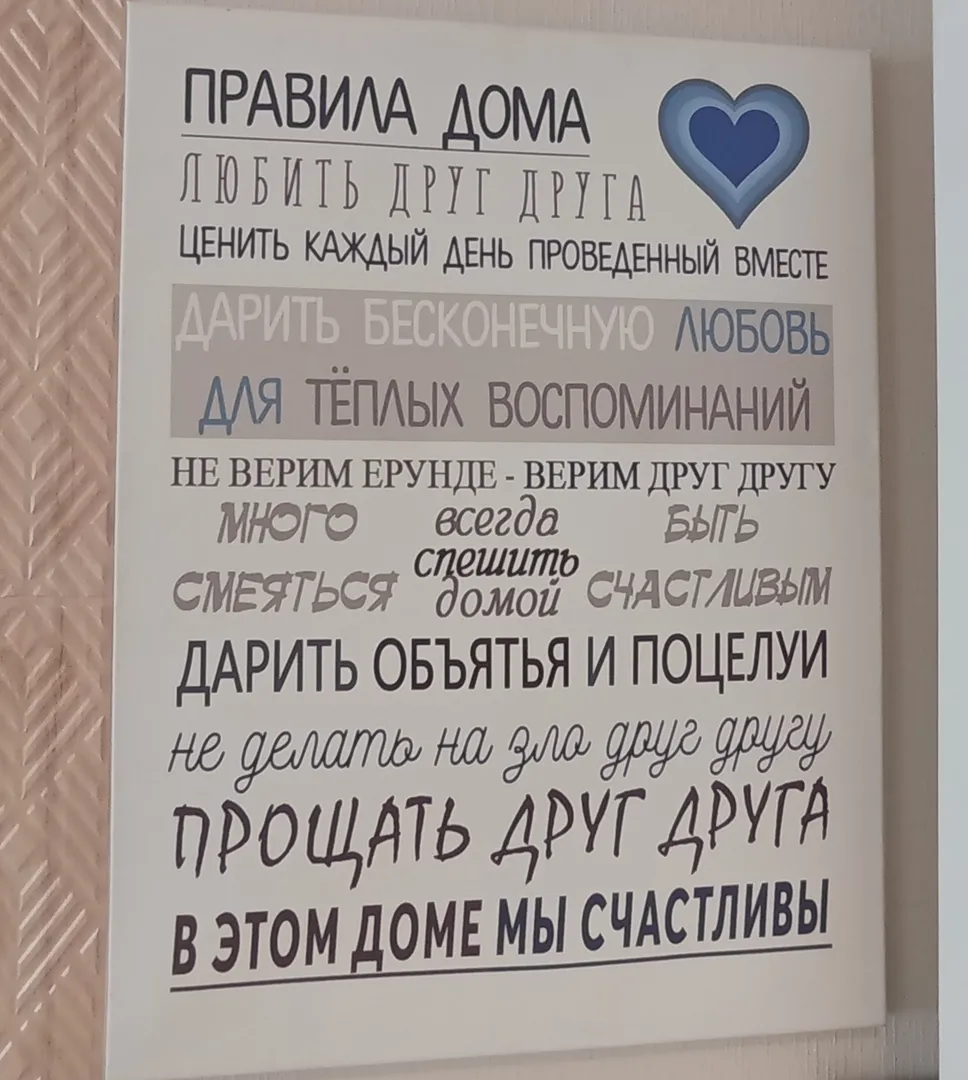 ПРАВИЛА ДОМА
ЛЮБИТЬ ДРУГ ДРУГА
ЦЕНИТЬ КАЖДЫЙ ДЕНЬ ПРОВЕДЕННЫЙ ВМЕСТЕ
ДАРИТЬ БЕСКОНЕЧНУЮ ЛЮБОВЬ
ДЛЯ ТЁПЛЫХ ВОСПОМИНАНИЙ
НЕ ВЕРИМ ЕРУНДЕ - ВЕРИМ ДРУГ ДРУГУ
МНОГО
СМЕЯТЬСЯ
всегда
спешить
домой
БЫТЬ
СЧАСТЛИВЫМ
ДАРИТЬ ОБЪЯТЬЯ И ПОЦЕЛУИ
не делать на зло друг другу
ПРОЩАТЬ ДРУГ ДРУГА
В ЭТОМ ДОМЕ МЫ СЧАСТЛИВЫ